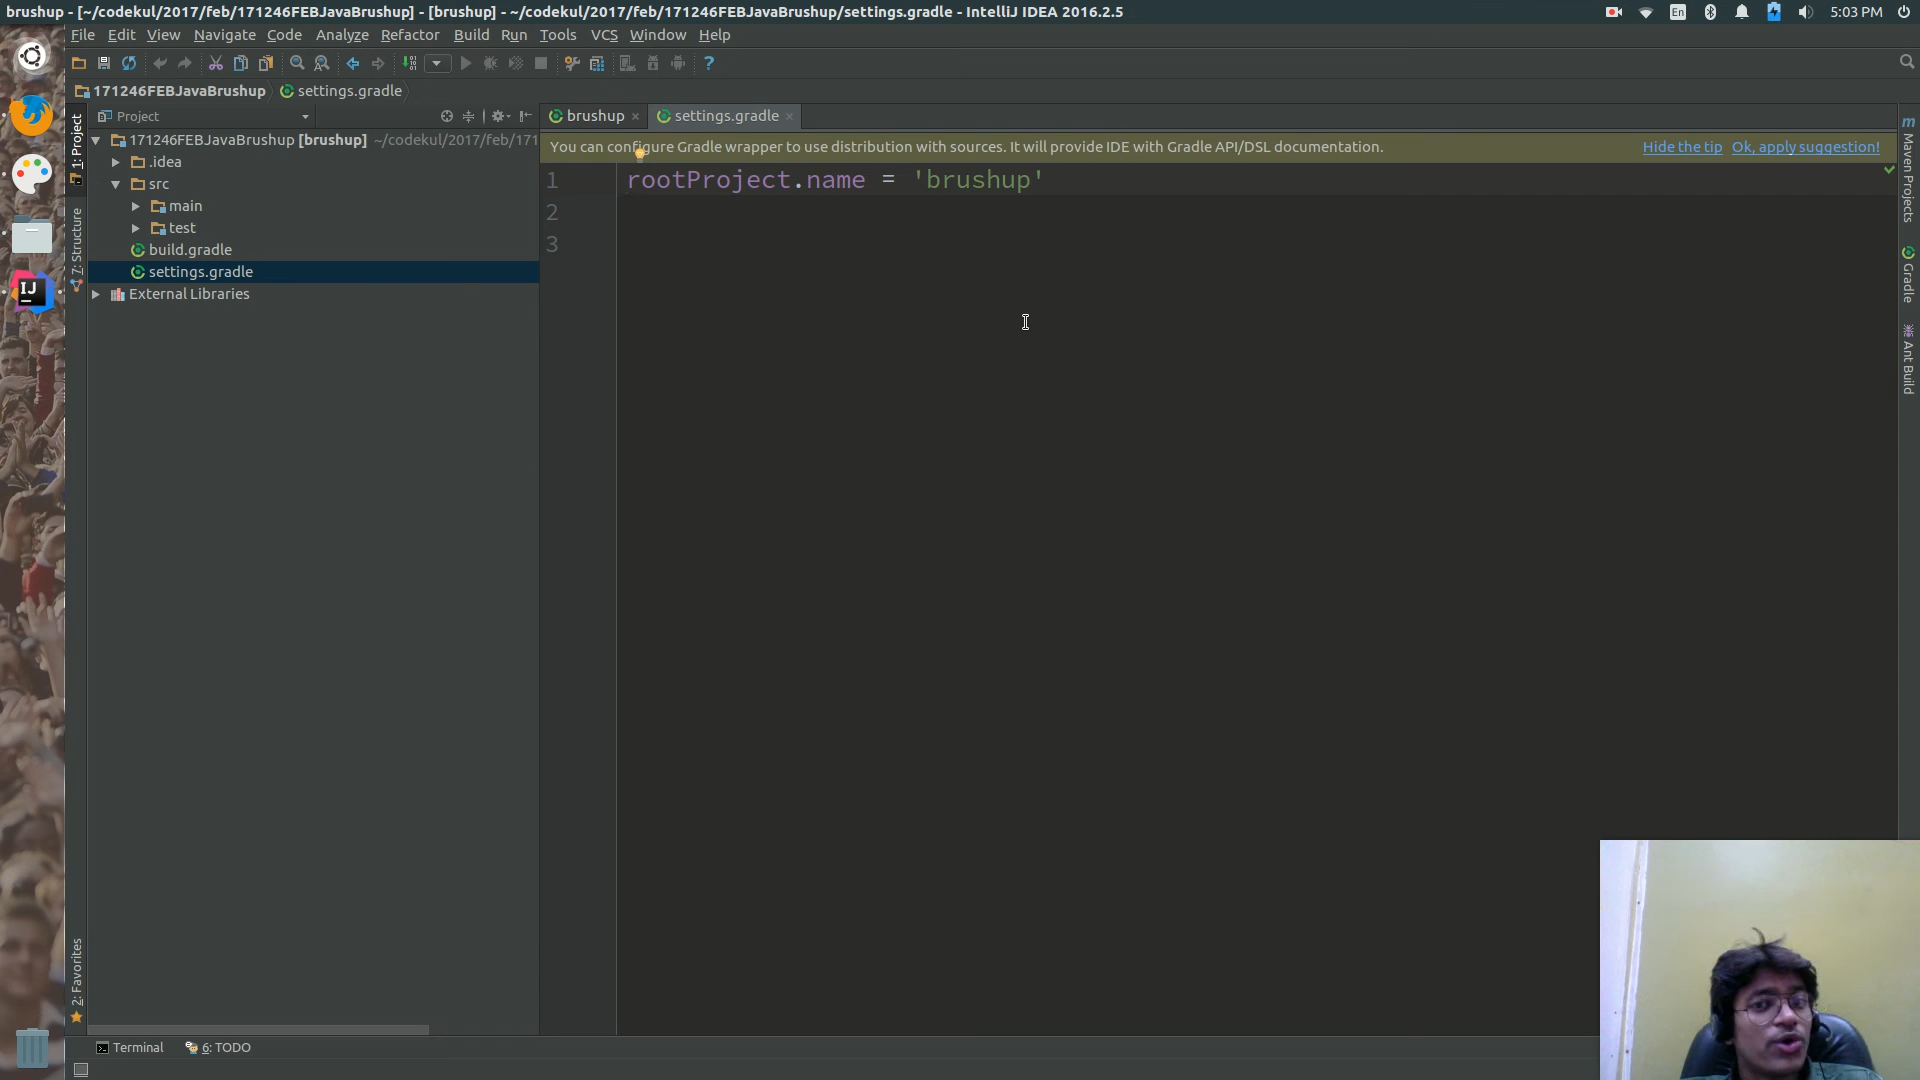 brushup - [~/codekul/2017/feb/171246FEBJavaBrushup] - [brushup] - ~/codekul/2017/feb/171246FEBJavaBrushup/settings.gradle - IntelliJ IDEA 2016.2.5
En
5:03 PM
File Edit View Navigate Code Analyze Refactor Build Run Tools VCS Window Help
171246FEBJavaBrushup settings.gradle
Project
brushup
settings.gradle
171246FEBJavaBrushup [brushup] ~/codekul/2017/feb/171
You can configure Gradle wrapper to use distribution with sources. It will provide IDE with Gradle API/DSL documentation.
Hide the tip Ok, apply suggestion!
.idea
src
main
test
build.gradle
settings.gradle
External Libraries
1 rootProject.name = 'brushup'
2
3
1: Project
7: Structure
2: Favorites
IJ
m
Maven Projects
Gradle
Ant Build
Terminal
6: TODO